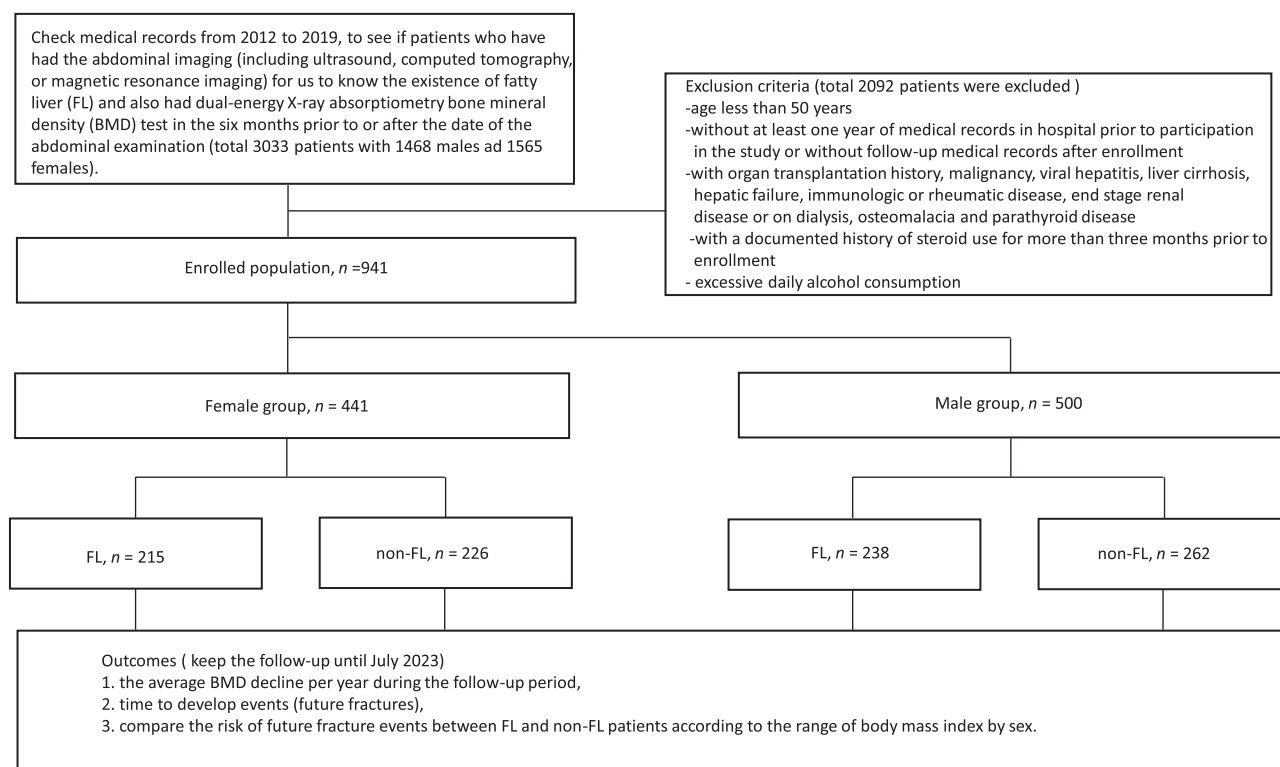 Check medical records from 2012 to 2019, to see if patients who have
had the abdominal imaging (including ultrasound, computed tomography,
or magnetic resonance imaging) for us to know the existence of fatty
liver (FL) and also had dual-energy X-ray absorptiometry bone mineral
density (BMD) test in the six months prior to or after the date of the
abdominal examination (total 3033 patients with 1468 males ad 1565
females).
Exclusion criteria (total 2092 patients were excluded )
-age less than 50 years
-without at least one year of medical records in hospital prior to participation
in the study or without follow-up medical records after enrollment
-with organ transplantation history, malignancy, viral hepatitis, liver cirrhosis,
hepatic failure, immunologic or rheumatic disease, end stage renal
disease or on dialysis, osteomalacia and parathyroid disease
-with a documented history of steroid use for more than three months prior to
enrollment
- excessive daily alcohol consumption
Enrolled population, n =941
Female group, n = 441
Male group, n = 500
FL, n = 215
non-FL, n = 226
FL, n = 238
non-FL, n = 262
Outcomes ( keep the follow-up until July 2023)
1. the average BMD decline per year during the follow-up period,
2. time to develop events (future fractures),
3. compare the risk of future fracture events between FL and non-FL patients according to the range of body mass index by sex.